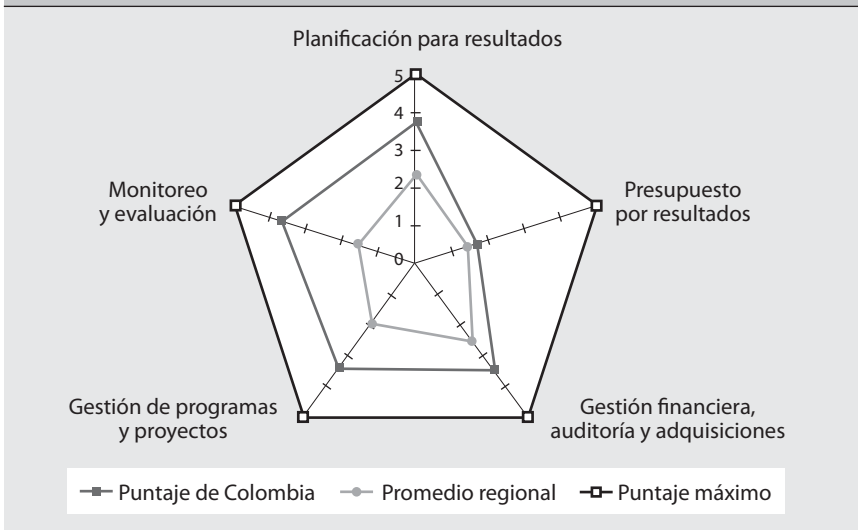 Planificación para resultados
5
4
3
2
1
0
Monitoreo
y evaluación
Presupuesto
por resultados
Gestión de programas
y proyectos
Gestión financiera,
auditoría y adquisiciones
Puntaje de Colombia
Promedio regional
Puntaje máximo